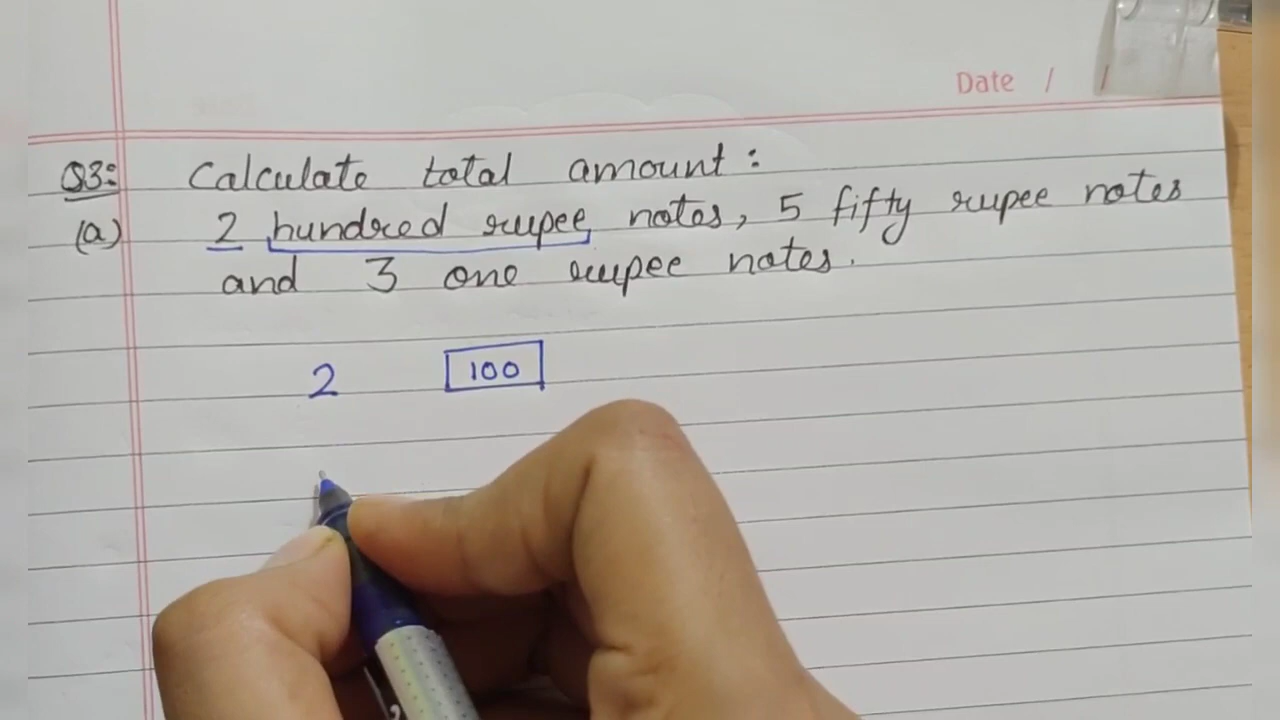 Date / /
Q3: Calculate total amount:
(a) 2 hundred rupee notes, 5 fifty rupee notes
and 3 one rupee notes.
2 100